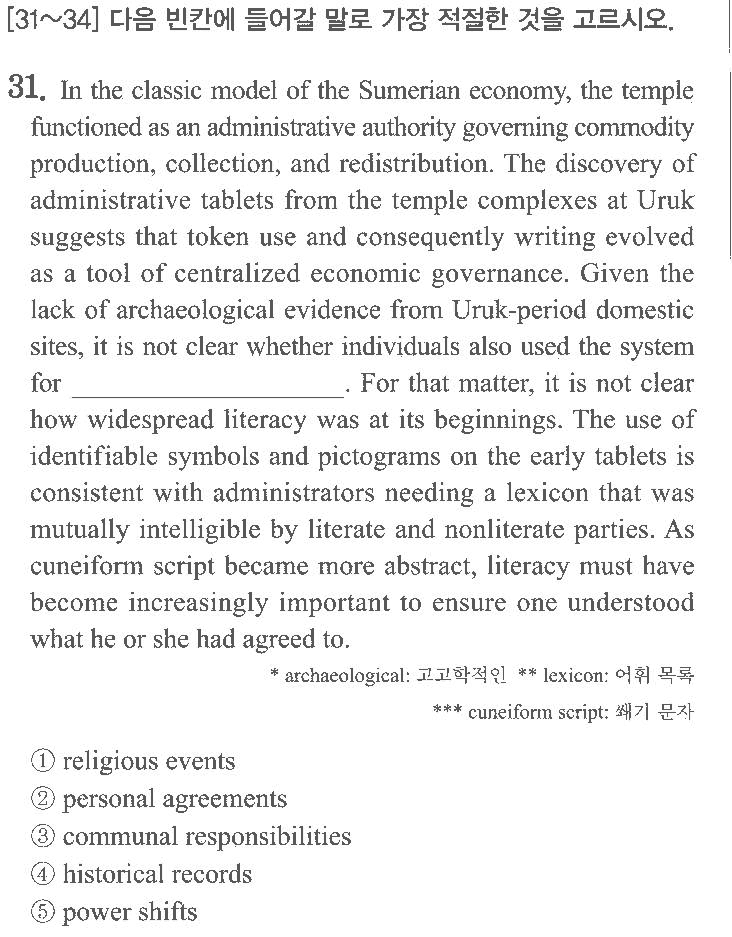 [31～34] 다음 빈칸에 들어갈 말로 가장 적절한 것을 고르시오.
31. In the classic model of the Sumerian economy, the temple
functioned as an administrative authority governing commodity
production, collection, and redistribution. The discovery of
administrative tablets from the temple complexes at Uruk
suggests that token use and consequently writing evolved
as a tool of centralized economic governance. Given the
lack of archaeological evidence from Uruk-period domestic
sites, it is not clear whether individuals also used the system
for ____________________. For that matter, it is not clear
how widespread literacy was at its beginnings. The use of
identifiable symbols and pictograms on the early tablets is
consistent with administrators needing a lexicon that was
mutually intelligible by literate and nonliterate parties. As
cuneiform script became more abstract, literacy must have
become increasingly important to ensure one understood
what he or she had agreed to.
* archaeological: 고고학적인 ** lexicon: 어휘 목록
*** cuneiform script: 쐐기 문자
① religious events
② personal agreements
③ communal responsibilities
④ historical records
⑤ power shifts